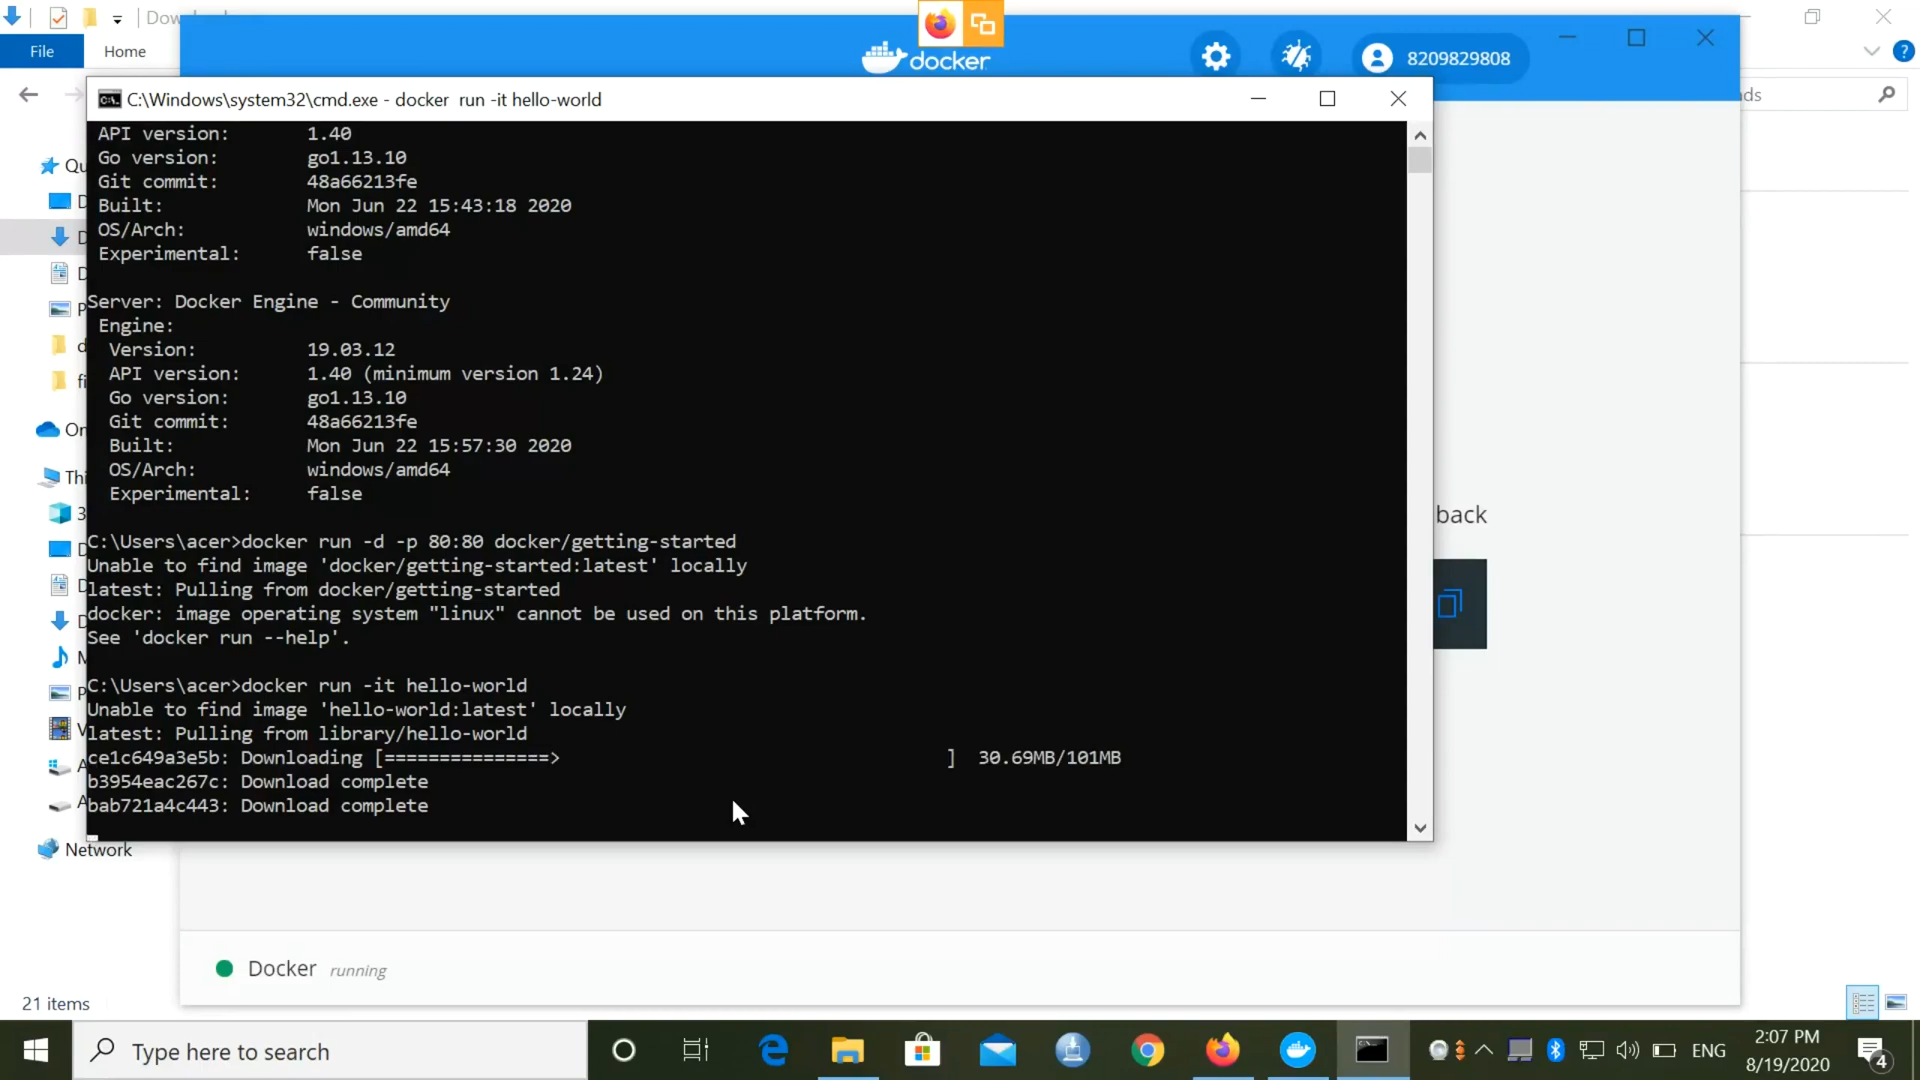 File
Home
docker
8209829808
C:\Windows\system32\cmd.exe - docker  run -it hello-world
API version:       1.40
Go version:        go1.13.10
Git commit:        48a66213fe
Built:             Mon Jun 22 15:43:18 2020
OS/Arch:           windows/amd64
Experimental:      false
Server: Docker Engine - Community
Engine:
Version:          19.03.12
API version:      1.40 (minimum version 1.24)
Go version:       go1.13.10
Git commit:       48a66213fe
Built:            Mon Jun 22 15:57:30 2020
OS/Arch:          windows/amd64
Experimental:     false
C:\Users\acer>docker run -d -p 80:80 docker/getting-started
Unable to find image 'docker/getting-started:latest' locally
latest: Pulling from docker/getting-started
docker: image operating system "linux" cannot be used on this platform.
See 'docker run --help'.
C:\Users\acer>docker run -it hello-world
Unable to find image 'hello-world:latest' locally
latest: Pulling from library/hello-world
ce1c649a3e5b: Downloading [===============>                                   ]  30.69MB/101MB
b3954eac267c: Download complete
bab721a4c443: Download complete
back
Network
Docker running
21 items
Type here to search
ENG
2:07 PM
8/19/2020
4